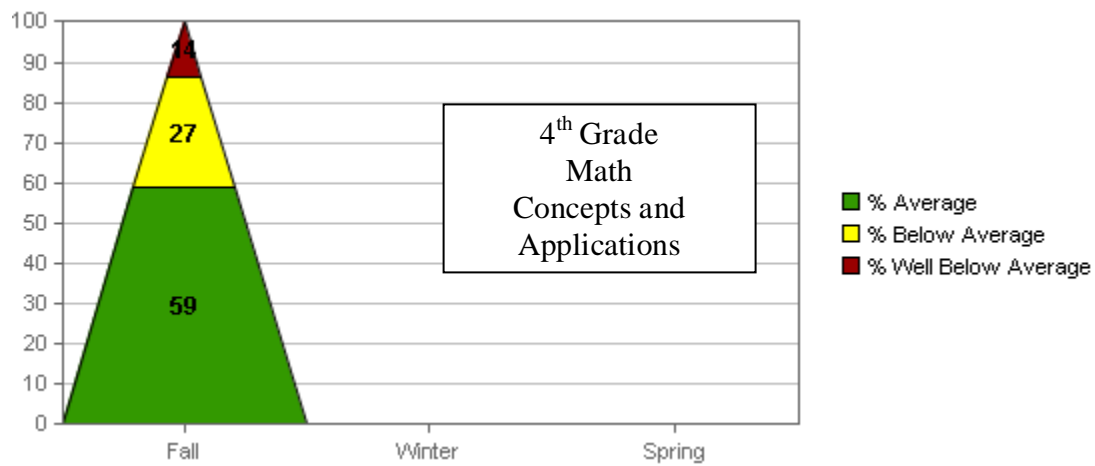 100
90
80
70
60
50
40
30
20
10
0
14
27
59
4th Grade
Math
Concepts and
Applications
% Average
% Below Average
% Well Below Average
Fall Winter Spring